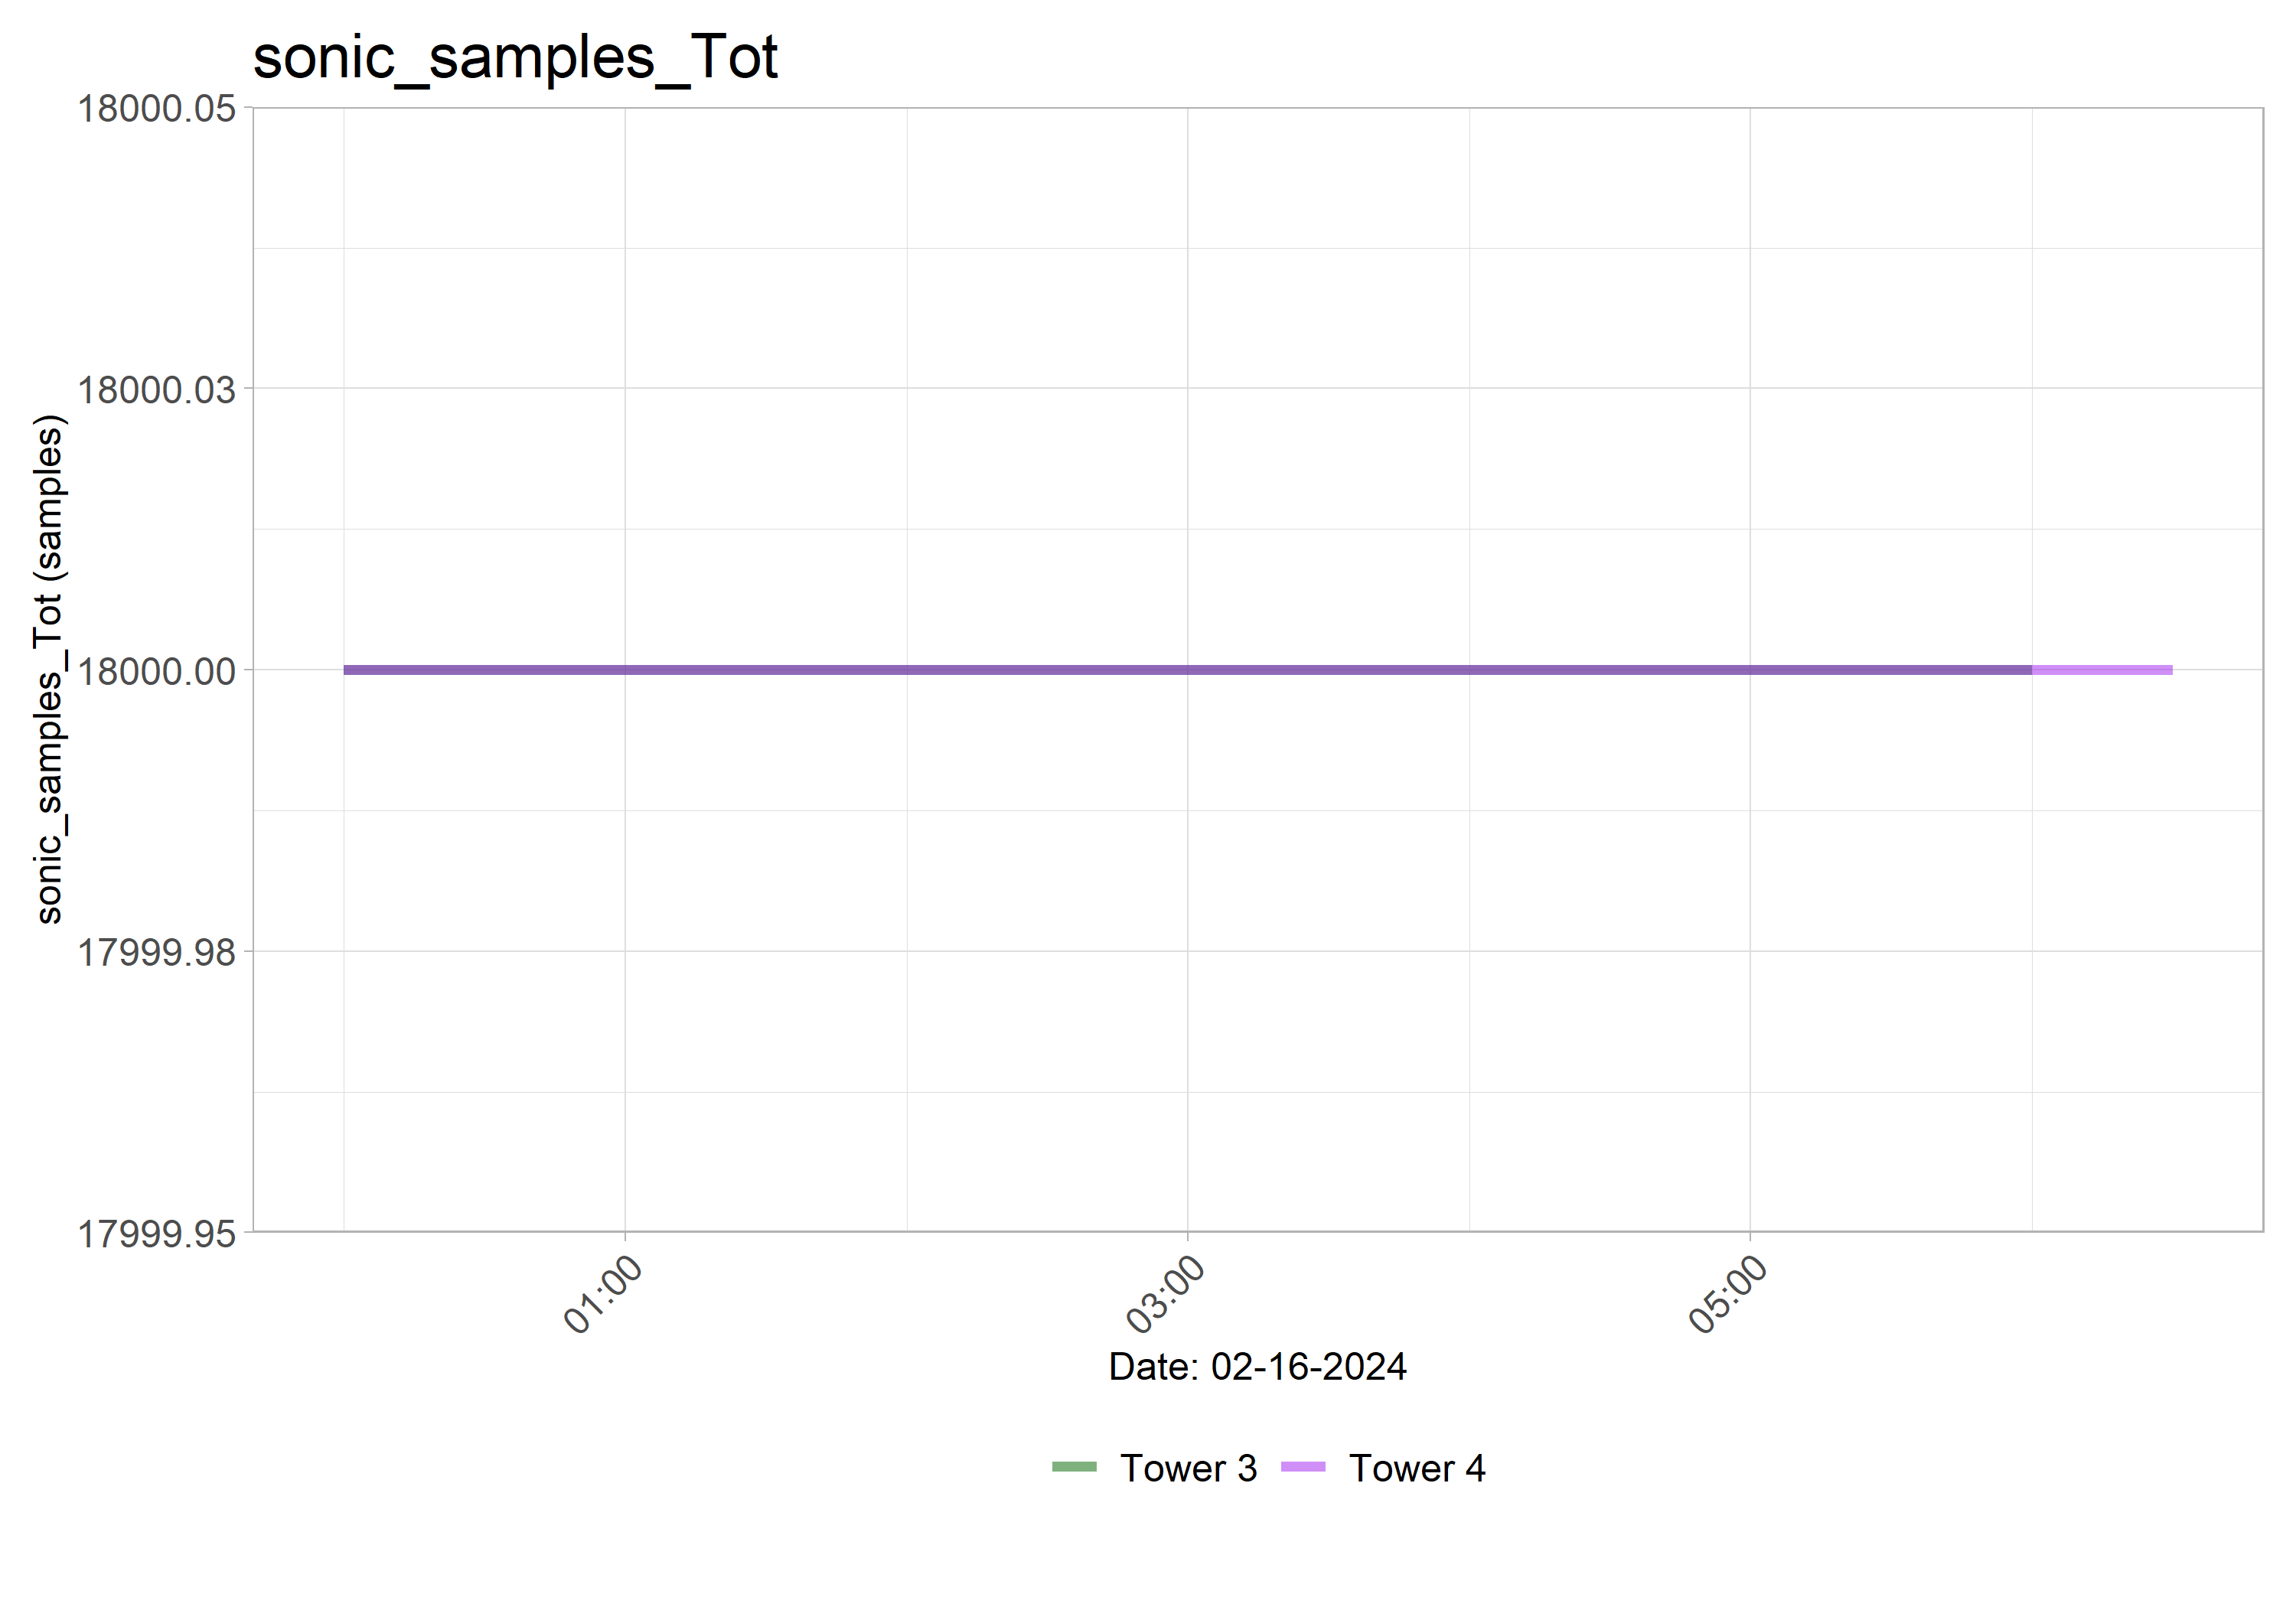 sonic_samples_Tot
sonic_samples_Tot (samples)
18000.05
18000.03
18000.00
17999.98
17999.95
01:00
03:00
05:00
Date: 02-16-2024
Tower 3
Tower 4